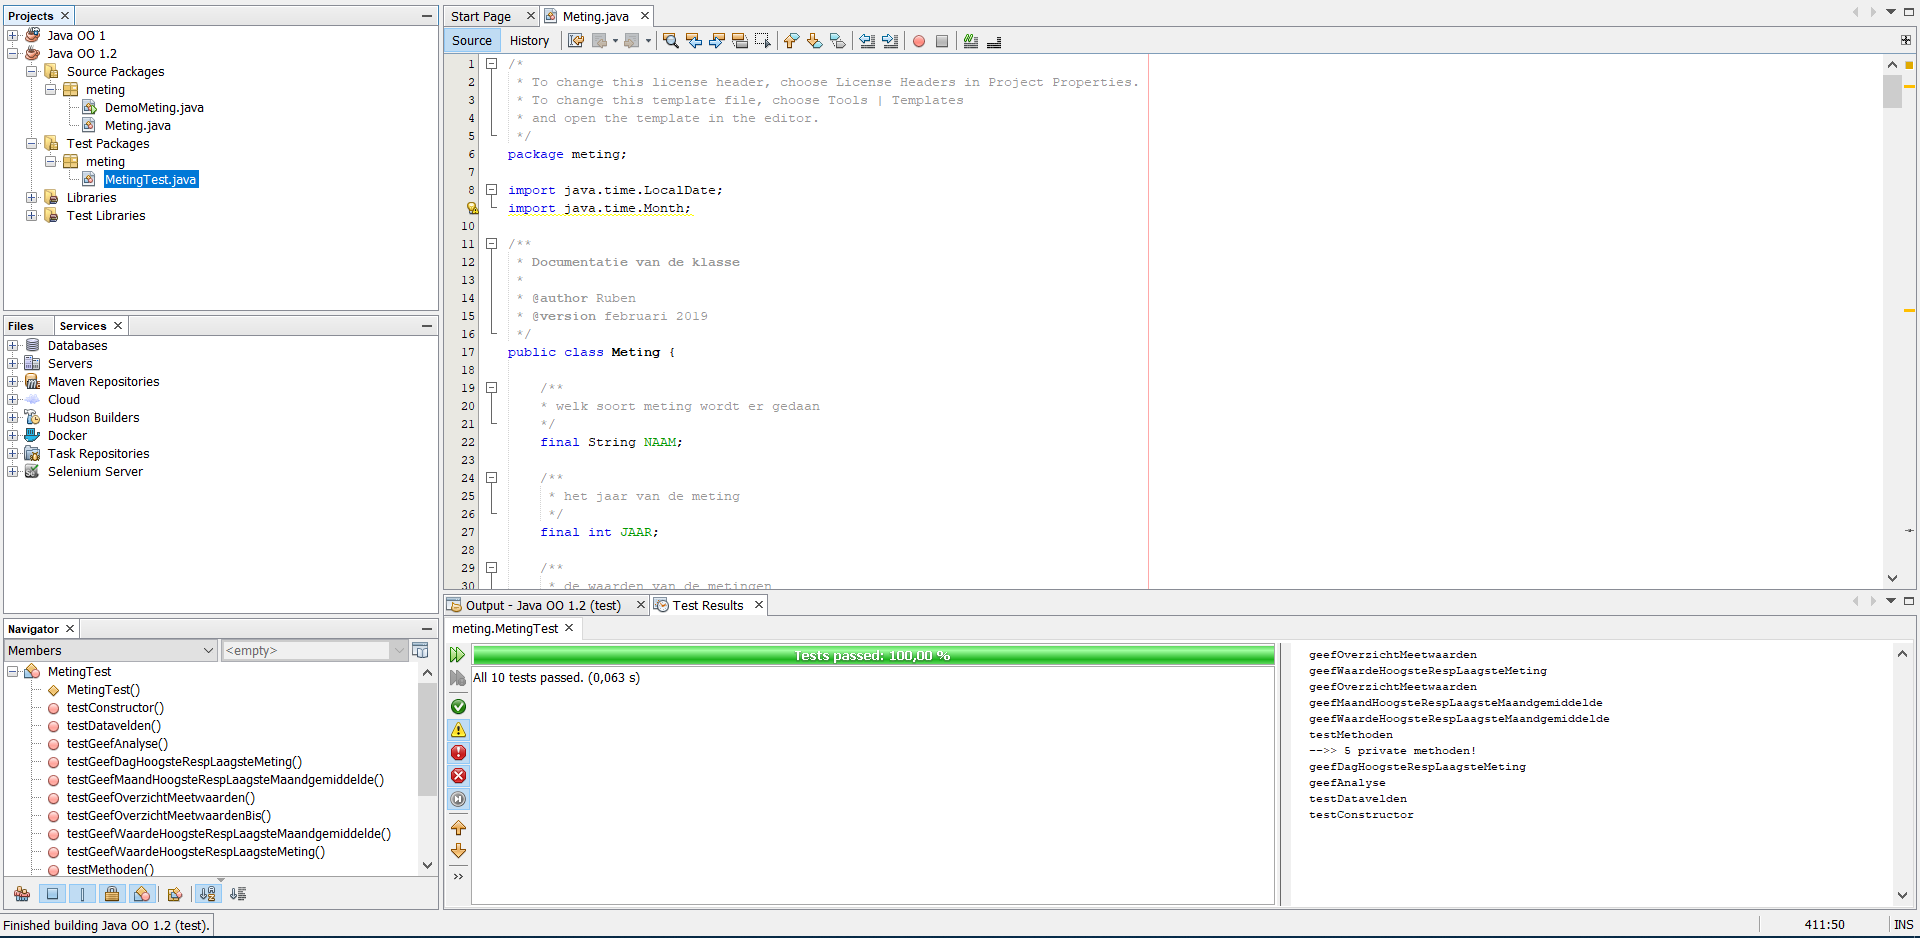 Projects
Java OO 1
Java OO 1.2
Source Packages
meting
DemoMeting.java
Meting.java
Test Packages
meting
MetingTest.java
Libraries
Test Libraries
Files Services
Databases
Servers
Maven Repositories
Cloud
Hudson Builders
Docker
Task Repositories
Selenium Server
Navigator
Members <empty>
MetingTest
MetingTest()
testConstructor()
testDatavelden()
testGeefAnalyse()
testGeefDagHoogsteRespLaagsteMeting()
testGeefMaandHoogsteRespLaagsteMaandgemiddelde()
testGeefOverzichtMeetwaarden()
testGeefOverzichtMeetwaardenBis()
testGeefWaardeHoogsteRespLaagsteMaandgemiddelde()
testGeefWaardeHoogsteRespLaagsteMeting()
testMethoden()
Start Page Meting.java
Source History
1 /*
2 * To change this license header, choose License Headers in Project Properties.
3 * To change this template file, choose Tools | Templates
4 * and open the template in the editor.
5 */
6 package meting;
7
8 import java.time.LocalDate;
import java.time.Month;
10
11 /**
12 * Documentatie van de klasse
13 *
14 * @author Ruben
15 * @version februari 2019
16 */
17 public class Meting {
18
19 /**
20 * welk soort meting wordt er gedaan
21 */
22 final String NAAM;
23
24 /**
25 * het jaar van de meting
26 */
27 final int JAAR;
28
29 /**
30 * de waarden van de metingen
Output - Java OO 1.2 (test) Test Results
meting.MetingTest
Tests passed: 100,00 %
All 10 tests passed. (0,063 s)
geefOverzichtMeetwaarden
geefWaardeHoogsteRespLaagsteMeting
geefOverzichtMeetwaarden
geefMaandHoogsteRespLaagsteMaandgemiddelde
geefWaardeHoogsteRespLaagsteMaandgemiddelde
testMethoden
-->> 5 private methoden!
geefDagHoogsteRespLaagsteMeting
geefAnalyse
testDatavelden
testConstructor
Finished building Java OO 1.2 (test).
411:50 INS